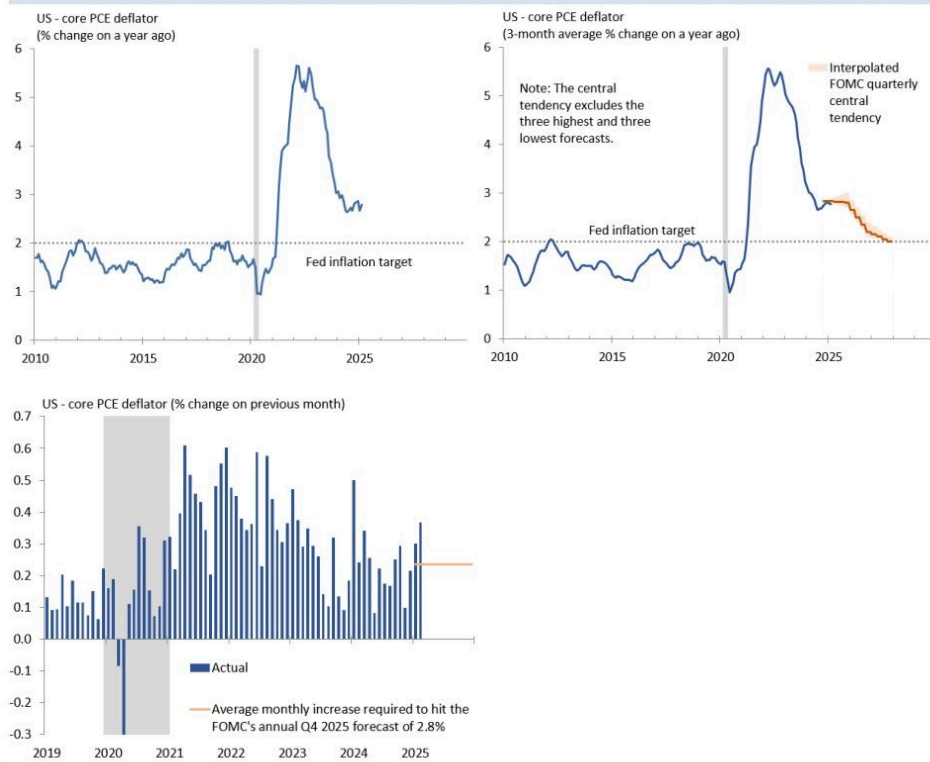 US - core PCE deflator
(% change on a year ago)
6
5
4
3
2
1
0
Fed inflation target
2010
2015
2020
2025
US - core PCE deflator
(3-month average % change on a year ago)
6
5
4
3
2
1
0
Note: The central
tendency excludes the
three highest and three
lowest forecasts.
Interpolated
FOMC quarterly
central
tendency
Fed inflation target
2010
2015
2020
2025
US - core PCE deflator (% change on previous month)
0.7
0.6
0.5
0.4
0.3
0.2
0.1
0.0
-0.1
-0.2
-0.3
Actual
Average monthly increase required to hit the
FOMC's annual Q4 2025 forecast of 2.8%
2019
2020
2021
2022
2023
2024
2025